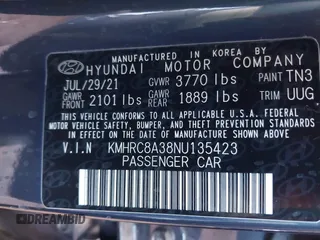 MANUFACTURED IN KOREA BY
HYUNDAI MOTOR COMPANY
JUL/29/21 GVWR 3770 lbs PAINT TN3
GAWR FRONT 2101 lbs GAWR REAR 1889 lbs TRIM UUG
THIS VEHICLE CONFORMS TO ALL APPLICABLE U.S.A. FEDERAL
MOTOR VEHICLE SAFETY, BUMPER, AND THEFT PREVENTION
STANDARDS IN EFFECT ON THE DATE OF MANUFACTURE SHOWN ABOVE.
V.I.N KMHRC8A38NU135423
PASSENGER CAR
DREAMBID